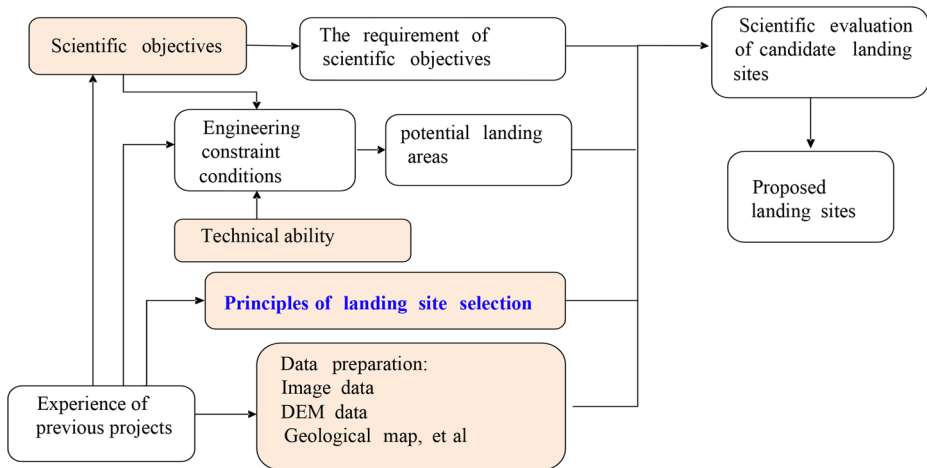 Scientific objectives
The requirement of
scientific objectives
Scientific evaluation
of candidate landing
sites
Engineering
constraint
conditions
potential landing
areas
Proposed
landing sites
Technical ability
Principles of landing site selection
Data preparation:
Image data
DEM data
Geological map, et al
Experience of
previous projects